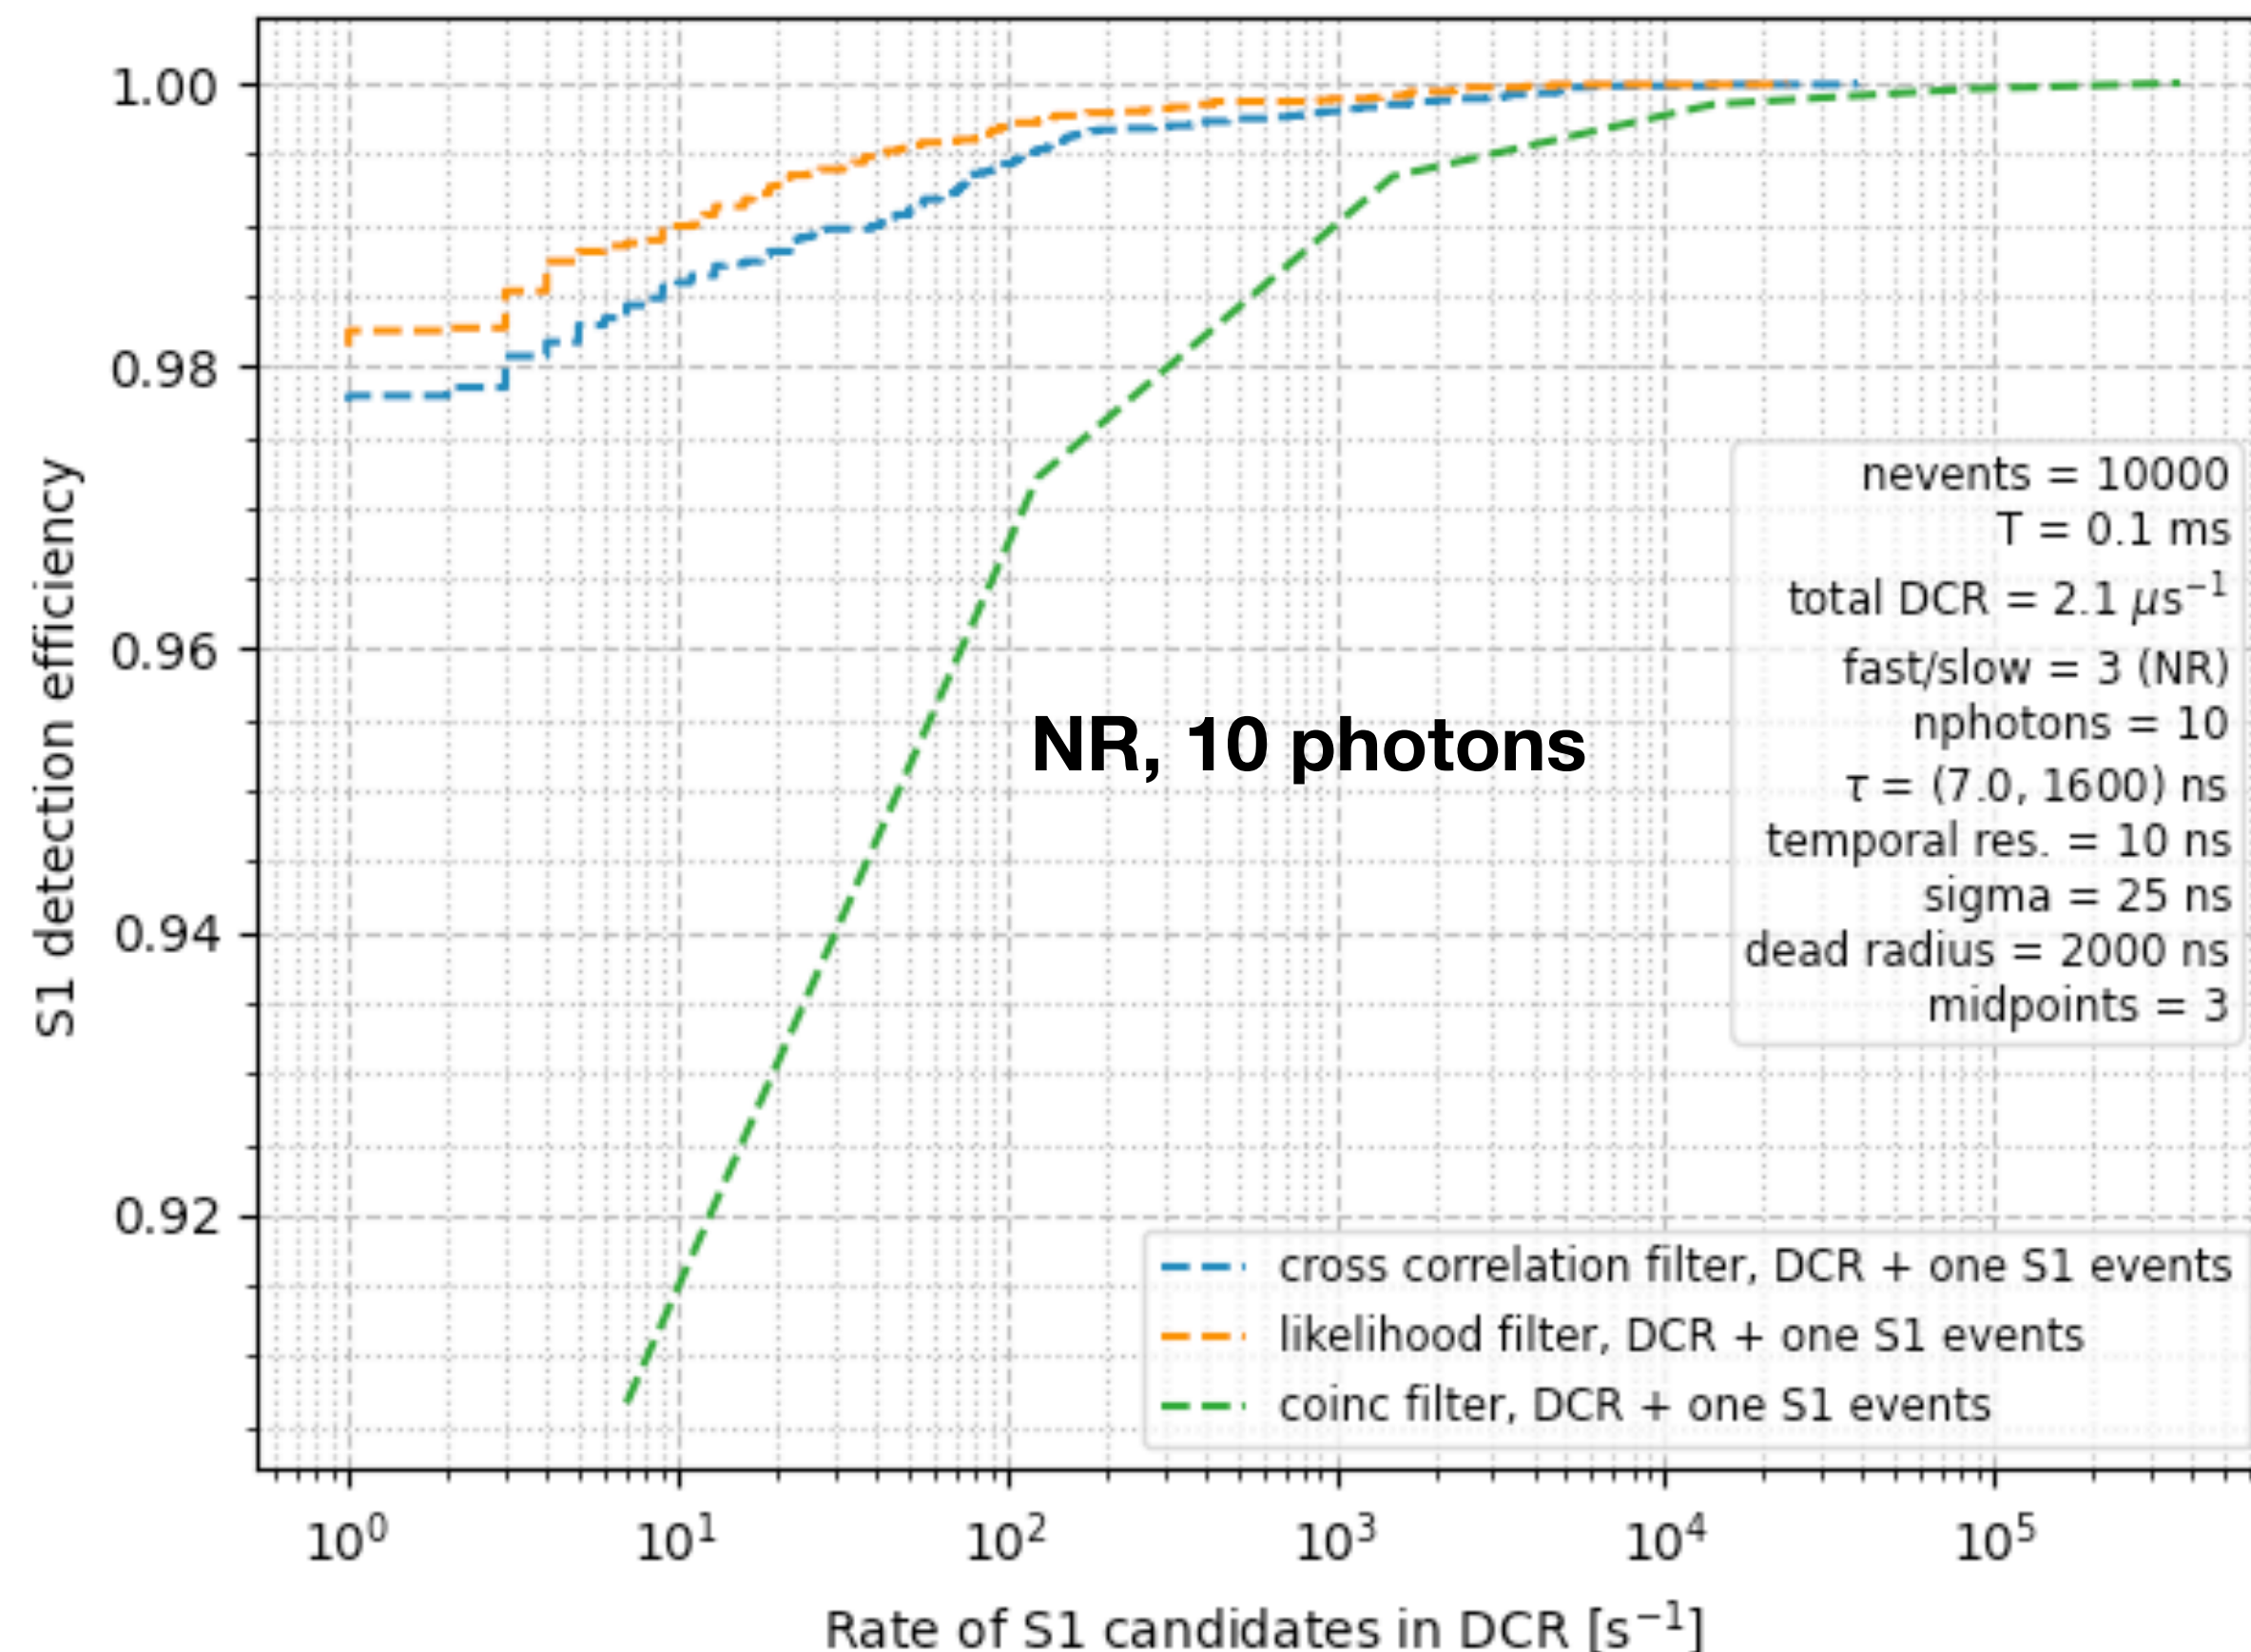 1.00
0.98
0.96
0.94
0.92
S1 detection efficiency
nevents = 10000
T = 0.1 ms
total DCR = 2.1 μs⁻¹
fast/slow = 3 (NR)
nphotons = 10
τ = (7.0, 1600) ns
temporal res. = 10 ns
sigma = 25 ns
dead radius = 2000 ns
midpoints = 3
NR, 10 photons
cross correlation filter, DCR + one S1 events
likelihood filter, DCR + one S1 events
coinc filter, DCR + one S1 events
10⁰ 10¹ 10² 10³ 10⁴ 10⁵
Rate of S1 candidates in DCR [s⁻¹]